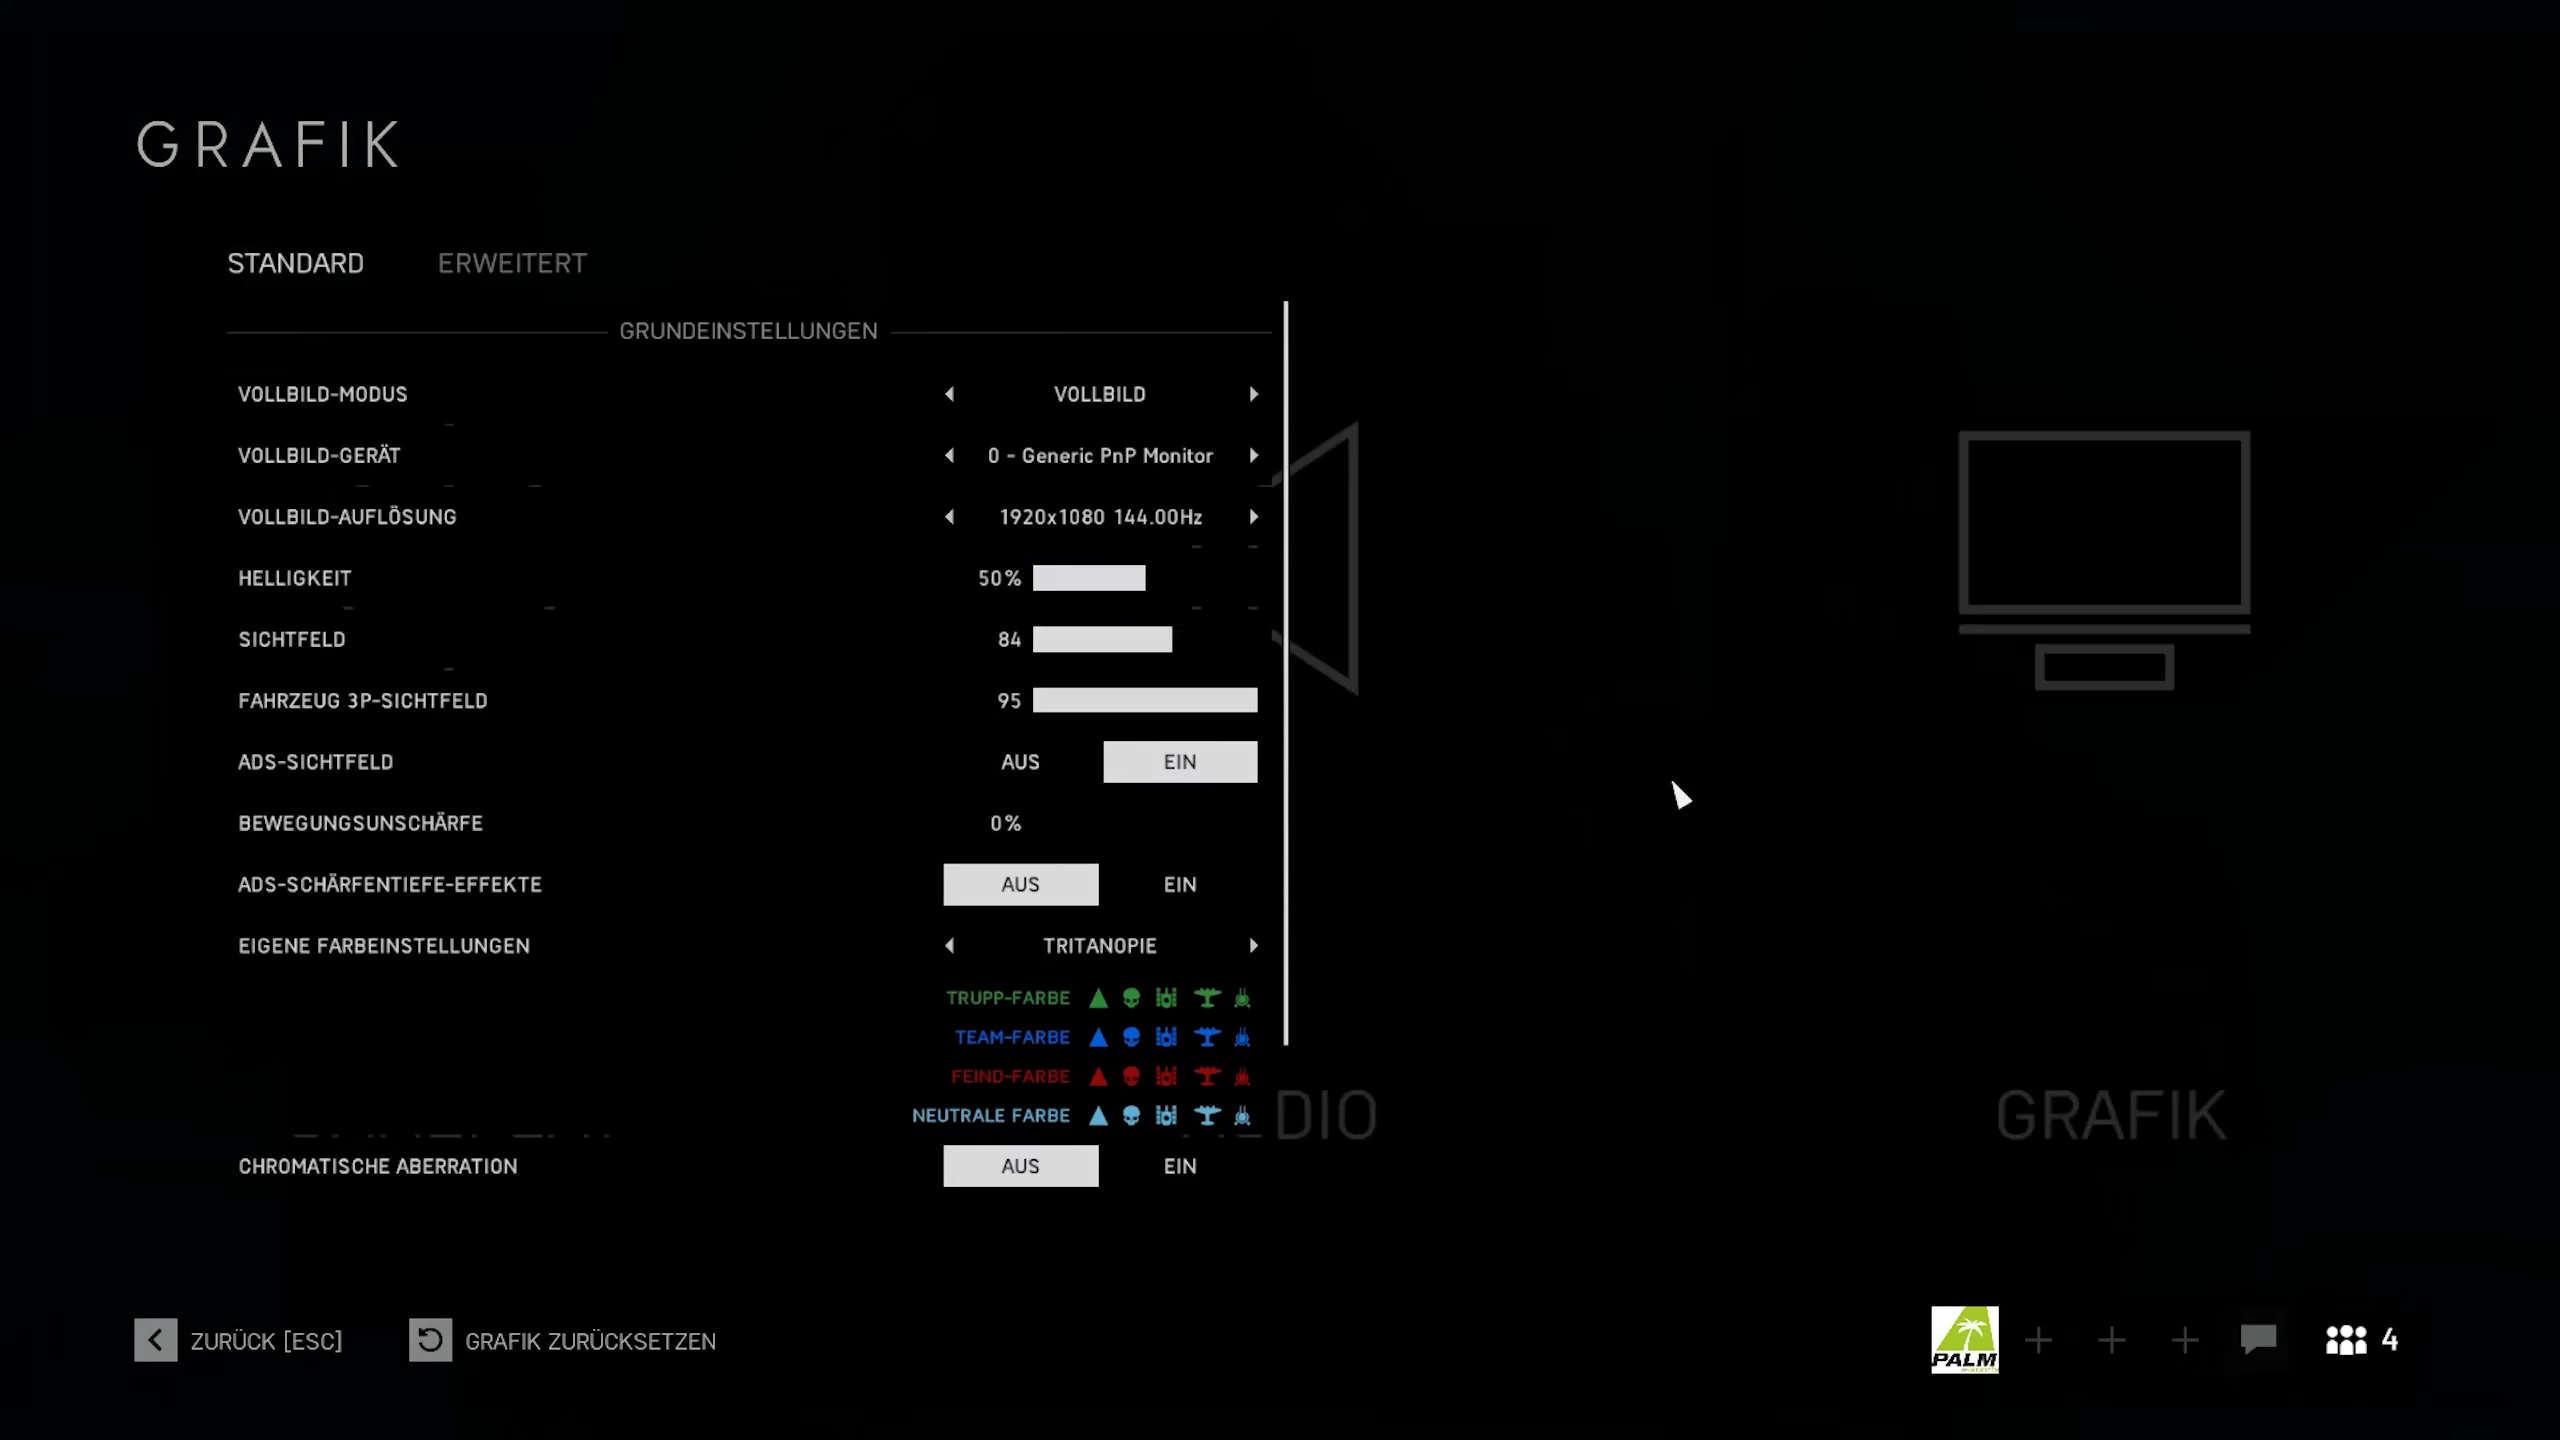 GRAFIK
STANDARD ERWEITERT
GRUNDEINSTELLUNGEN
VOLLBILD-MODUS VOLLBILD
VOLLBILD-GERÄT 0 - Generic PnP Monitor
VOLLBILD-AUFLÖSUNG 1920x1080 144.00Hz
HELLIGKEIT 50%
SICHTFELD 84
FAHRZEUG 3P-SICHTFELD 95
ADS-SICHTFELD AUS EIN
BEWEGUNGSUNSCHÄRFE 0%
ADS-SCHÄRFENTIEFE-EFFEKTE AUS EIN
EIGENE FARBEINSTELLUNGEN TRITANOPIE
TRUPP-FARBE
TEAM-FARBE
FEIND-FARBE
NEUTRALE FARBE
DIO GRAFIK
CHROMATISCHE ABERRATION AUS EIN
ZURÜCK [ESC] GRAFIK ZURÜCKSETZEN PALM 4